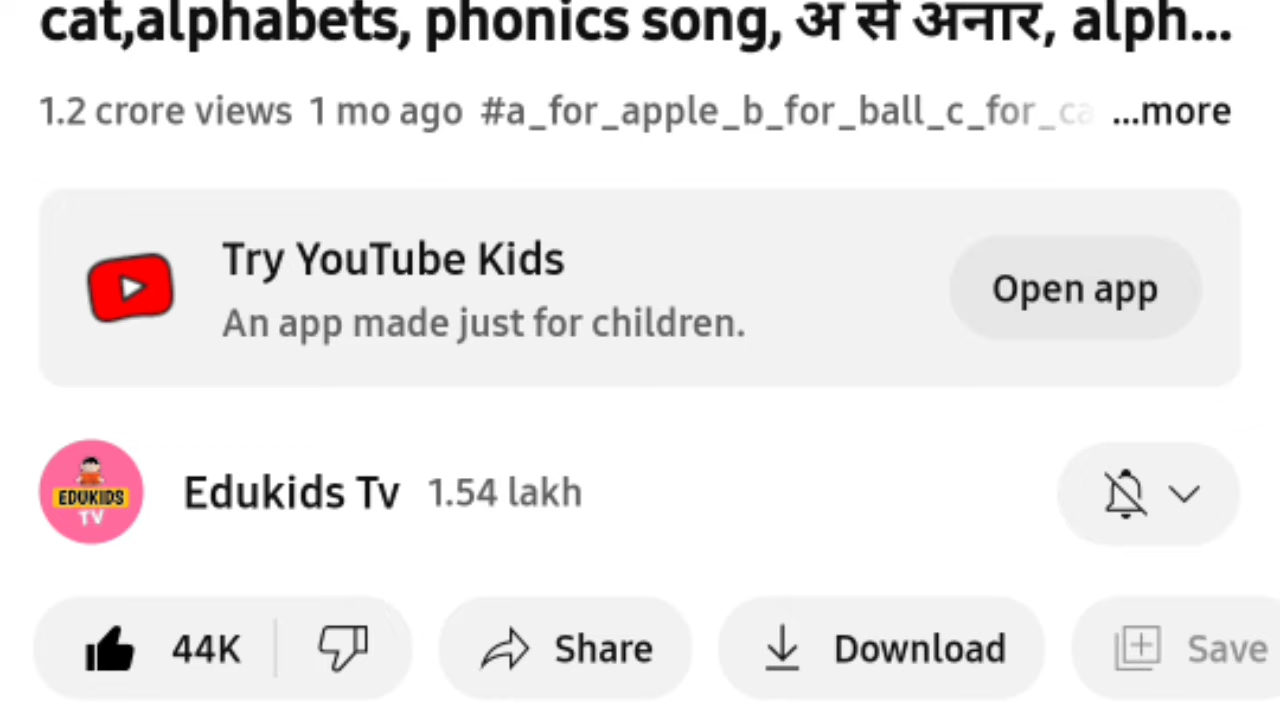 cat,alphabets, phonics song, अ से अनार, alph...
1.2 crore views 1 mo ago #a_for_apple_b_for_ball_c_for_ca ...more
Try YouTube Kids
An app made just for children.
Open app
EDUKIDS
TV
Edukids Tv 1.54 lakh
44K Share Download Save